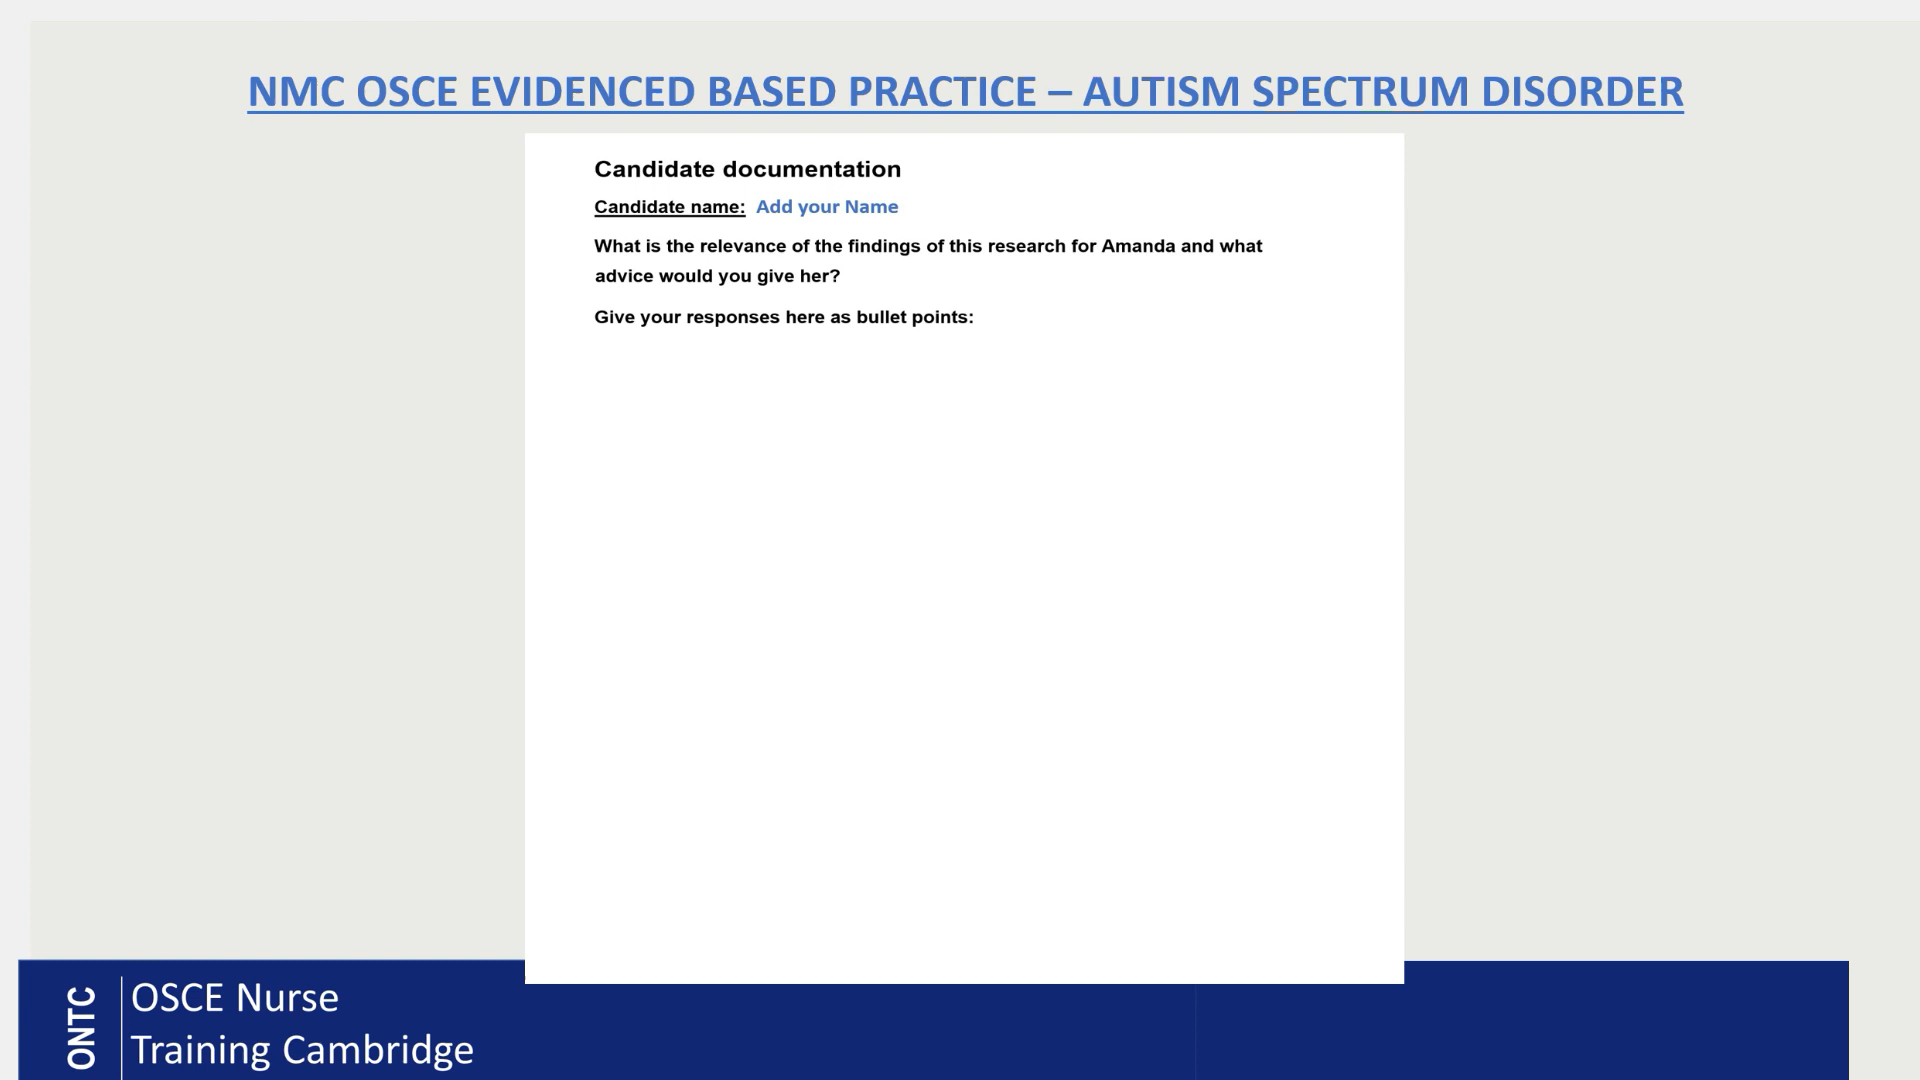 NMC OSCE EVIDENCED BASED PRACTICE – AUTISM SPECTRUM DISORDER
Candidate documentation
Candidate name: Add your Name
What is the relevance of the findings of this research for Amanda and what
advice would you give her?
Give your responses here as bullet points:
ONTC
OSCE Nurse
Training Cambridge